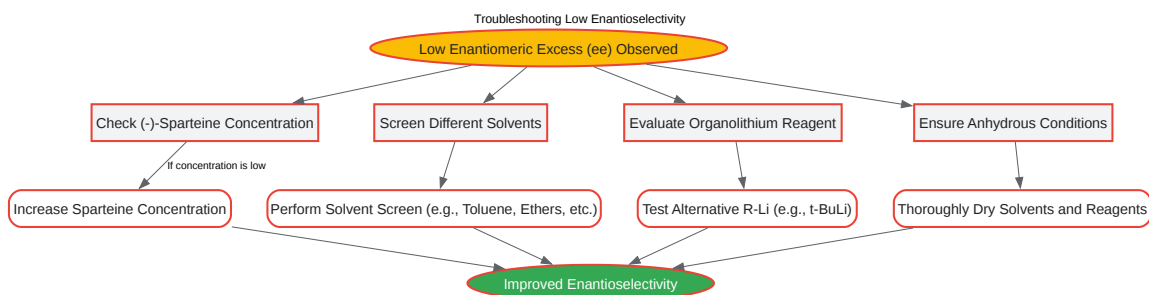 Troubleshooting Low Enantioselectivity
Low Enantiomeric Excess (ee) Observed
Check (-)-Sparteine Concentration
Screen Different Solvents
Evaluate Organolithium Reagent
Ensure Anhydrous Conditions
If concentration is low
Increase Sparteine Concentration
Perform Solvent Screen (e.g., Toluene, Ethers, etc.)
Test Alternative R-Li (e.g., t-BuLi)
Thoroughly Dry Solvents and Reagents
Improved Enantioselectivity